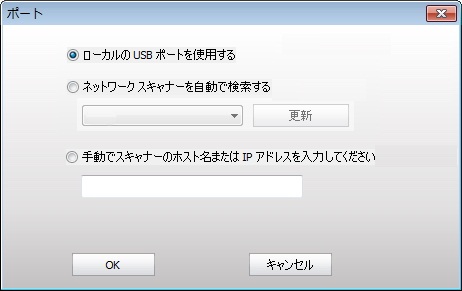 ポート
ローカルの USB ポートを使用する
ネットワーク スキャナーを自動で検索する
更新
手動でスキャナーのホスト名または IP アドレスを入力してください
OK
キャンセル